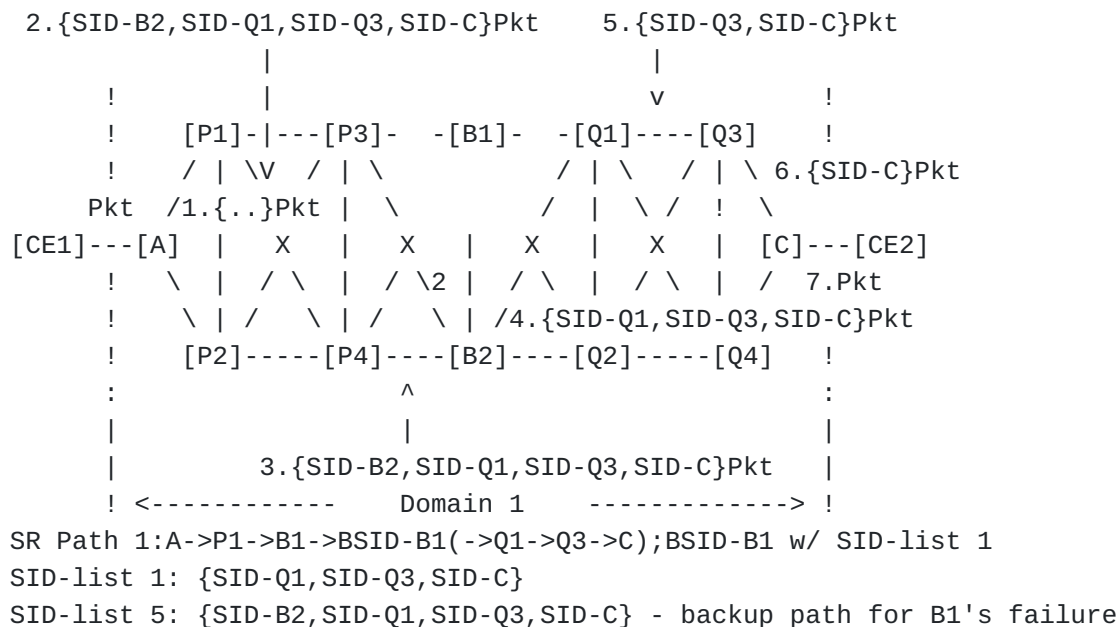 2.{SID-B2,SID-Q1,SID-Q3,SID-C}Pkt    5.{SID-Q3,SID-C}Pkt
                |                        |
      !         |                        v          !
      !    [P1]-|---[P3]-  -[B1]-  -[Q1]----[Q3]    !
      !    / | \V  / | \           / | \   / | \ 6.{SID-C}Pkt
     Pkt  /1.{..}Pkt |  \         /  |  \ /  !  \
[CE1]---[A]  |   X   |   X   |   X   |   X   |  [C]---[CE2]
      !   \  |  / \  |  / \2 |  / \  |  / \  |  /  7.Pkt
      !    \ | /   \ | /   \ | /4.{SID-Q1,SID-Q3,SID-C}Pkt
      !    [P2]-----[P4]----[B2]----[Q2]-----[Q4]   !
      :                 ^                           :
      |                 |                           |
      |         3.{SID-B2,SID-Q1,SID-Q3,SID-C}Pkt   |
      ! <------------    Domain 1    -------------> !
SR Path 1:A->P1->B1->BSID-B1(->Q1->Q3->C);BSID-B1 w/ SID-list 1
SID-list 1: {SID-Q1,SID-Q3,SID-C}
SID-list 5: {SID-B2,SID-Q1,SID-Q3,SID-C} - backup path for B1's failure